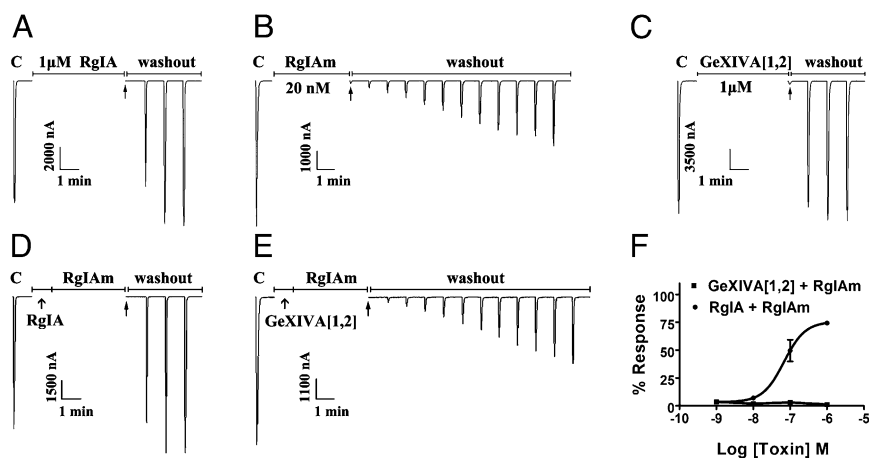 A
C 1μM RgIA washout
2000 nA
1 min
B
C RgIAm washout
20 nM
1000 nA
1 min
C
C GeXIVA[1,2] washout
1μM
3500 nA
1 min
D
C RgIAm washout
RgIA
1500 nA
1 min
E
C RgIAm washout
GeXIVA[1,2]
1100 nA
1 min
F
GeXIVA[1,2] + RgIAm
RgIA + RgIAm
% Response
100
75
50
25
0
-10 -9 -8 -7 -6 -5
Log [Toxin] M